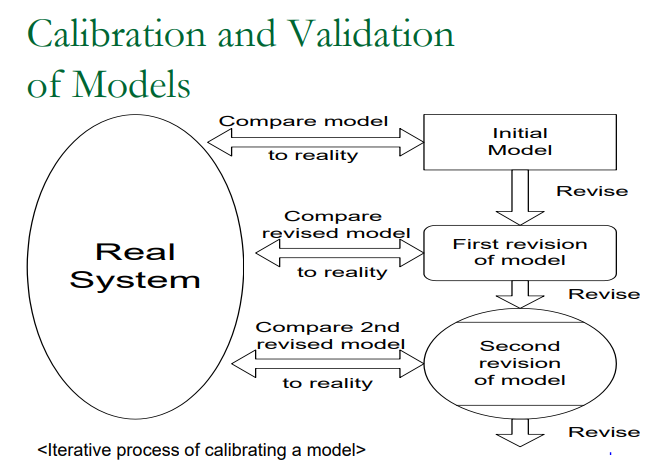 Calibration and Validation
of Models
Compare model
to reality
Initial
Model
Revise
Compare
revised model
to reality
First revision
of model
Real
System
Revise
Compare 2nd
revised model
to reality
Second
revision
of model
Revise
<Iterative process of calibrating a model>